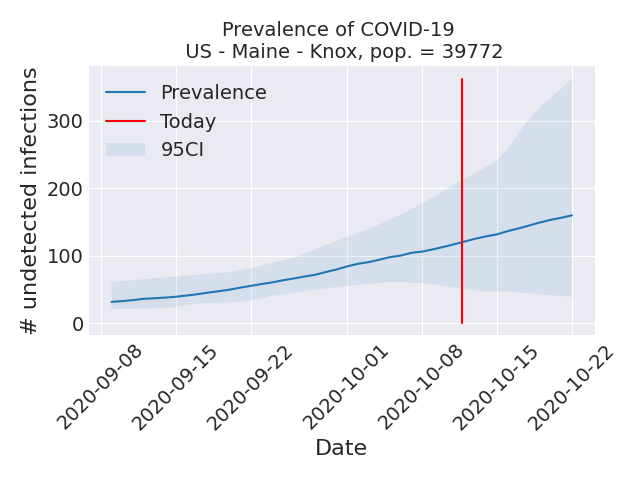 Prevalence of COVID-19
US - Maine - Knox, pop. = 39772
Prevalence
Today
95CI
# undetected infections
300
200
100
0
2020-09-08
2020-09-15
2020-09-22
2020-10-01
2020-10-08
2020-10-15
2020-10-22
Date